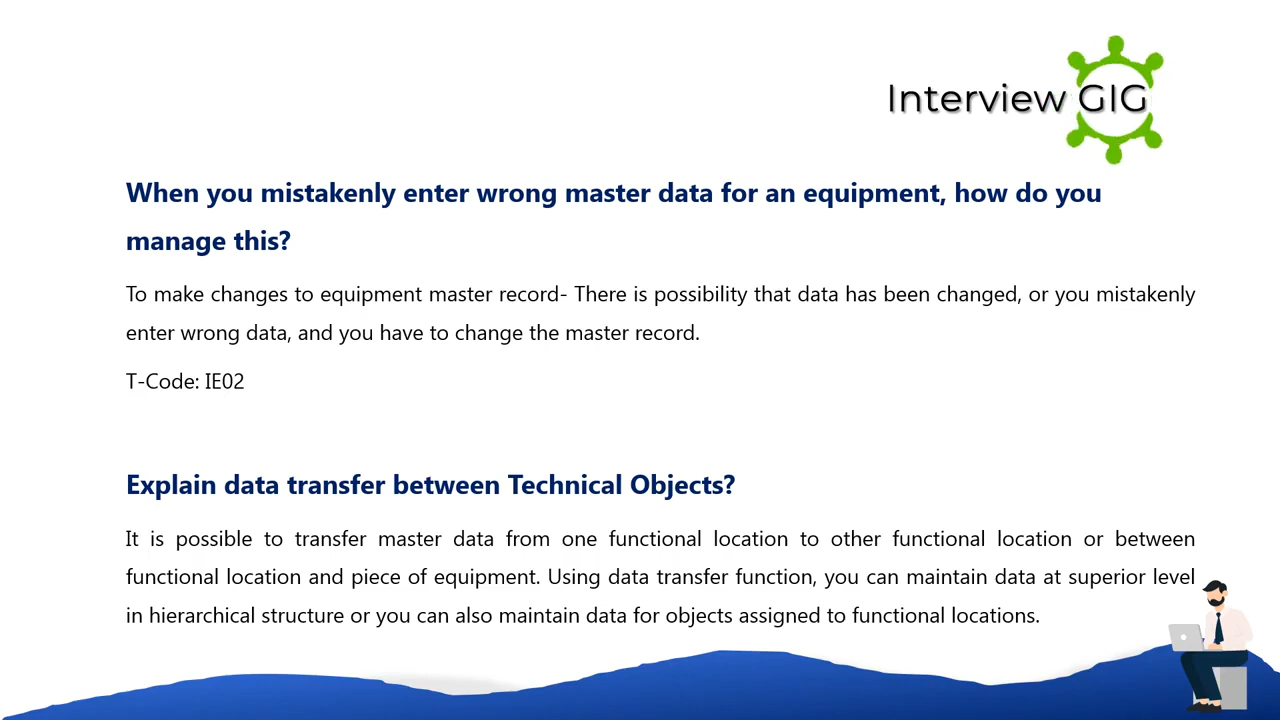 Interview GIG
When you mistakenly enter wrong master data for an equipment, how do you
manage this?
To make changes to equipment master record- There is possibility that data has been changed, or you mistakenly
enter wrong data, and you have to change the master record.
T-Code: IE02
Explain data transfer between Technical Objects?
It is possible to transfer master data from one functional location to other functional location or between
functional location and piece of equipment. Using data transfer function, you can maintain data at superior level
in hierarchical structure or you can also maintain data for objects assigned to functional locations.